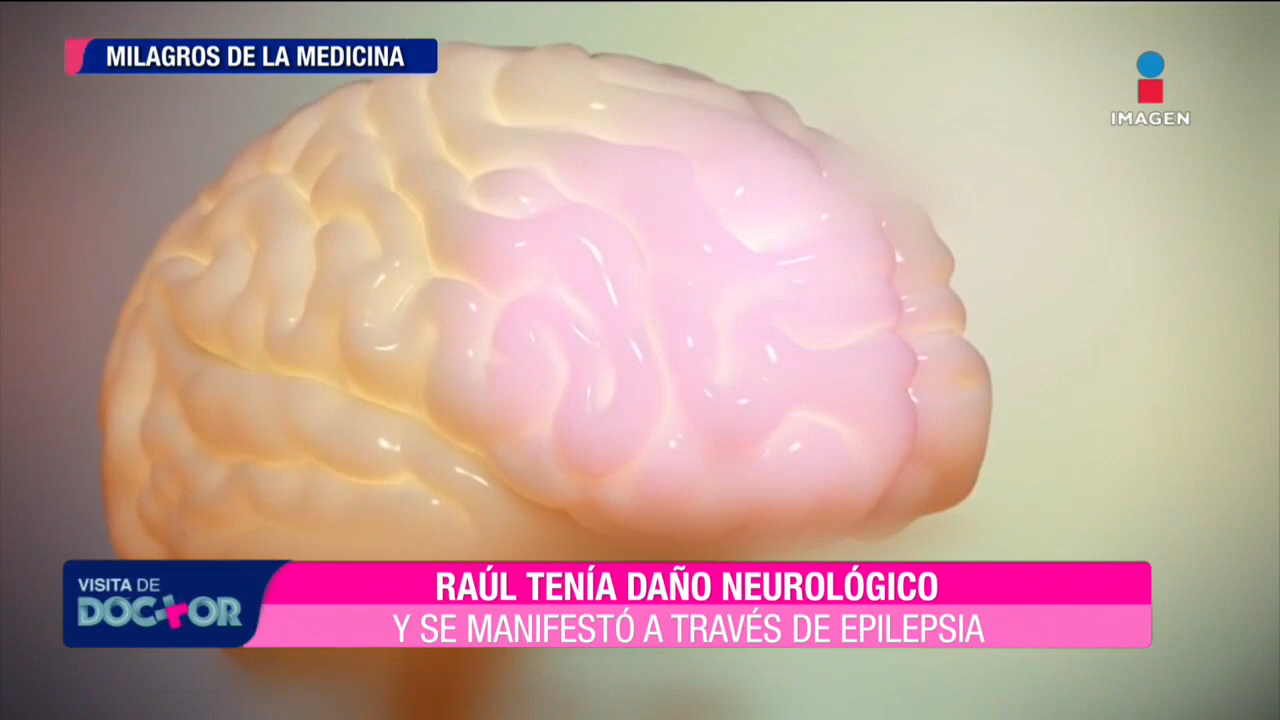 MILAGROS DE LA MEDICINA
IMAGEN
VISITA DE
DOCTOR
RAÚL TENÍA DAÑO NEUROLÓGICO
Y SE MANIFESTÓ A TRAVÉS DE EPILEPSIA